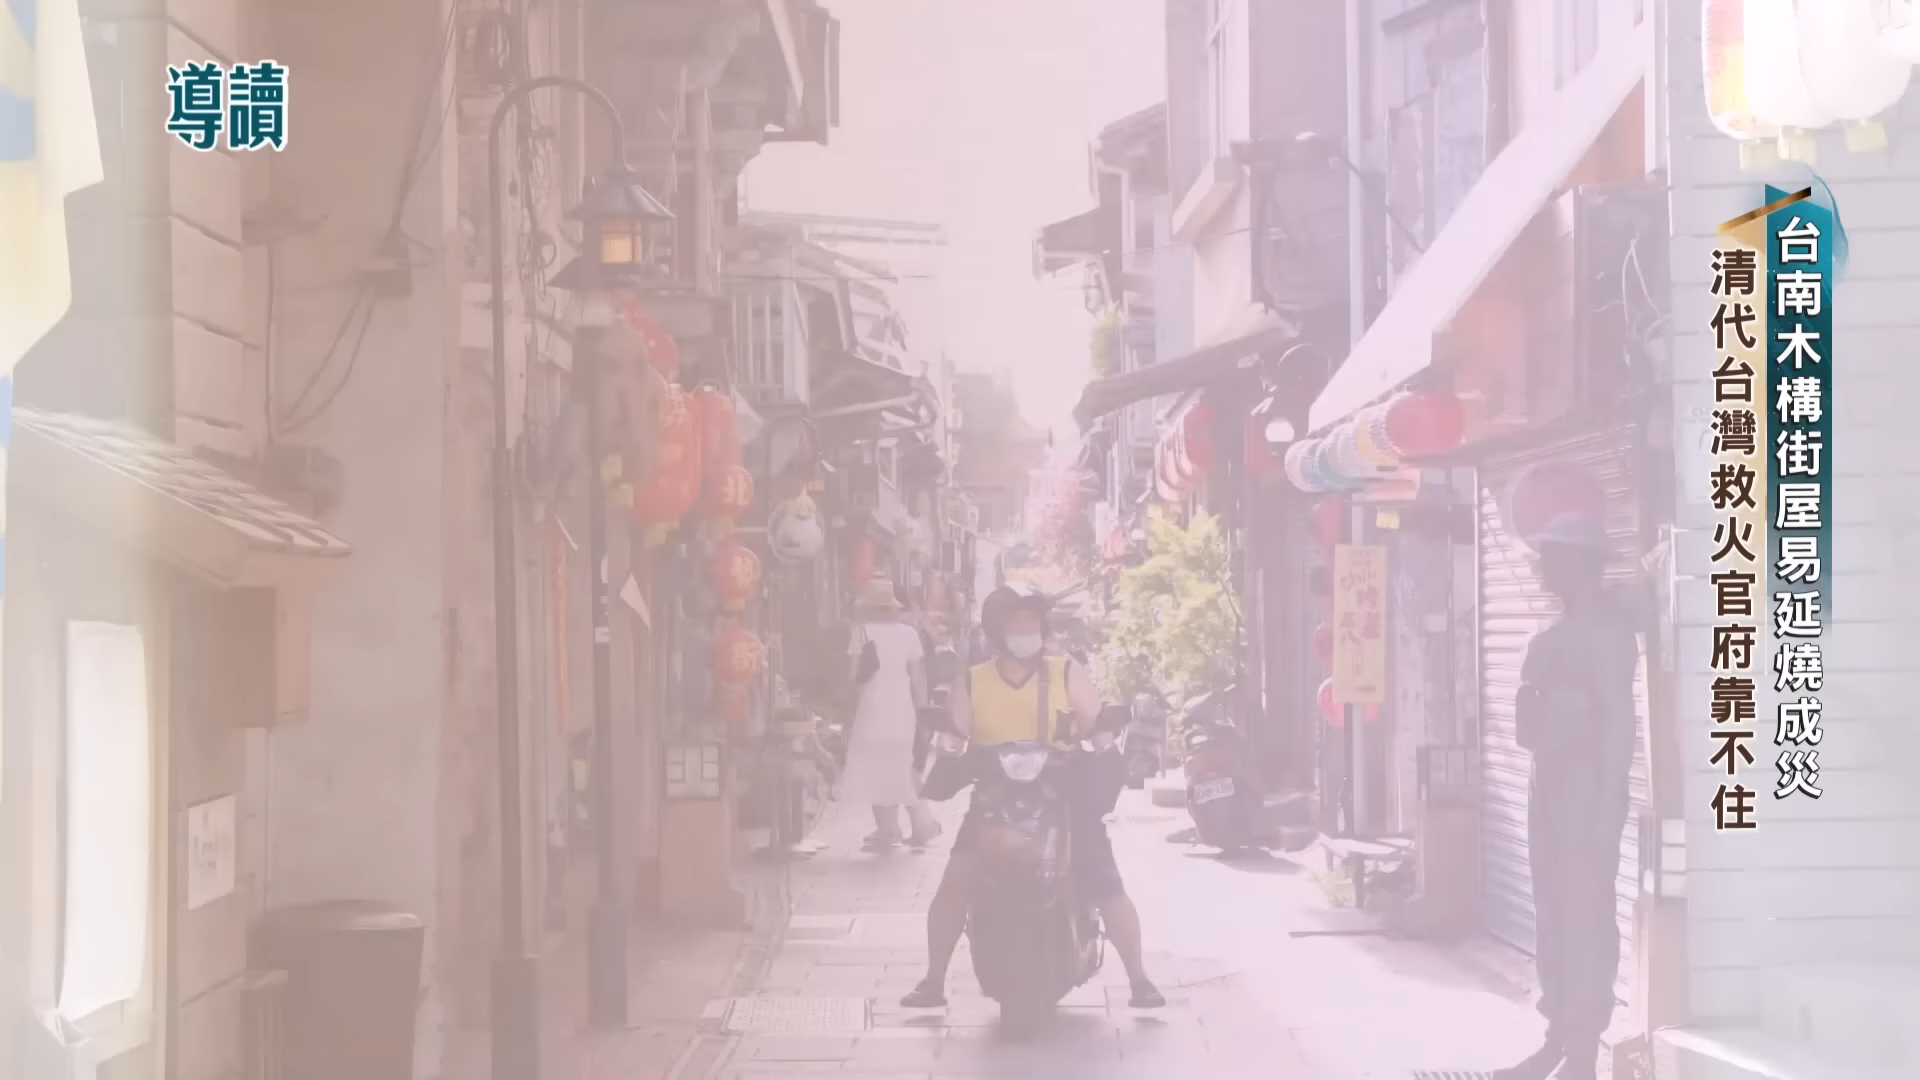 導讀
台南木構街屋易延燒成災
清代台灣救火官府靠不住